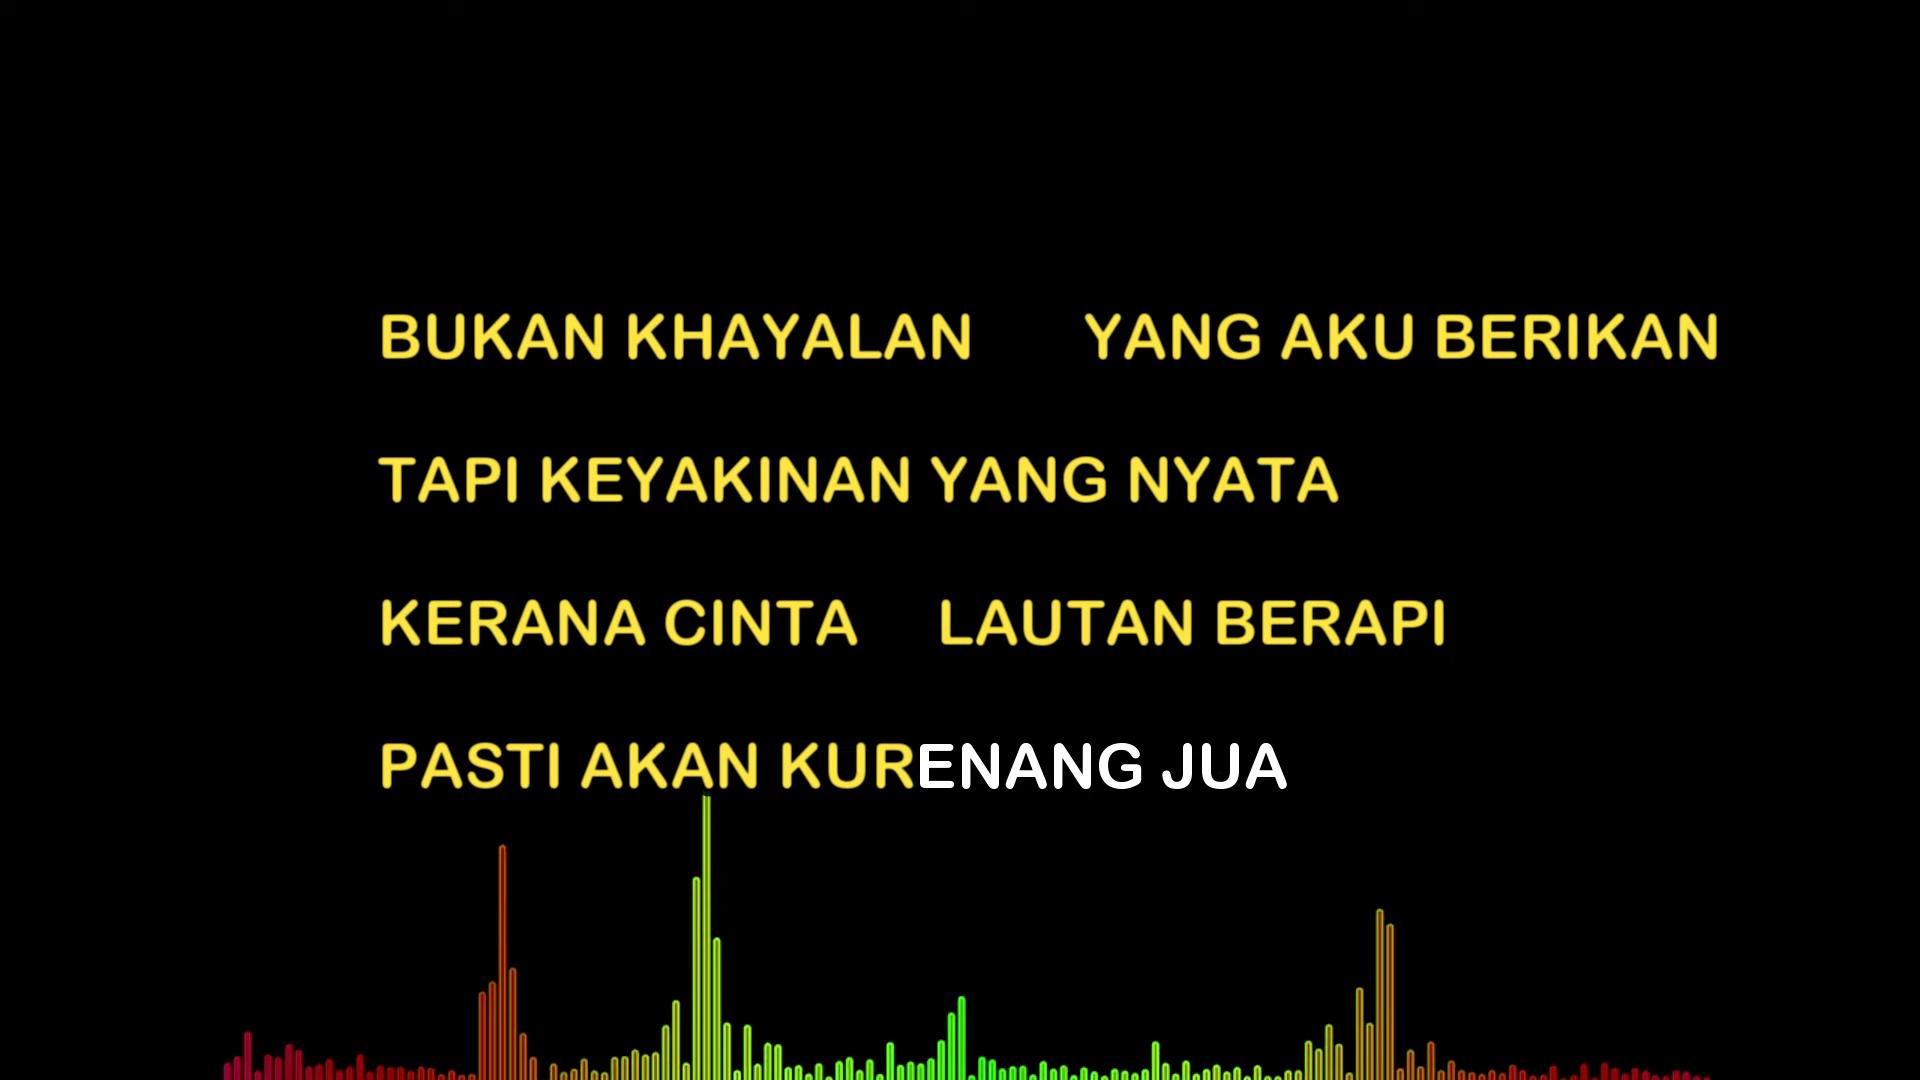 BUKAN KHAYALAN YANG AKU BERIKAN
TAPI KEYAKINAN YANG NYATA
KERANA CINTA LAUTAN BERAPI
PASTI AKAN KURENANG JUA